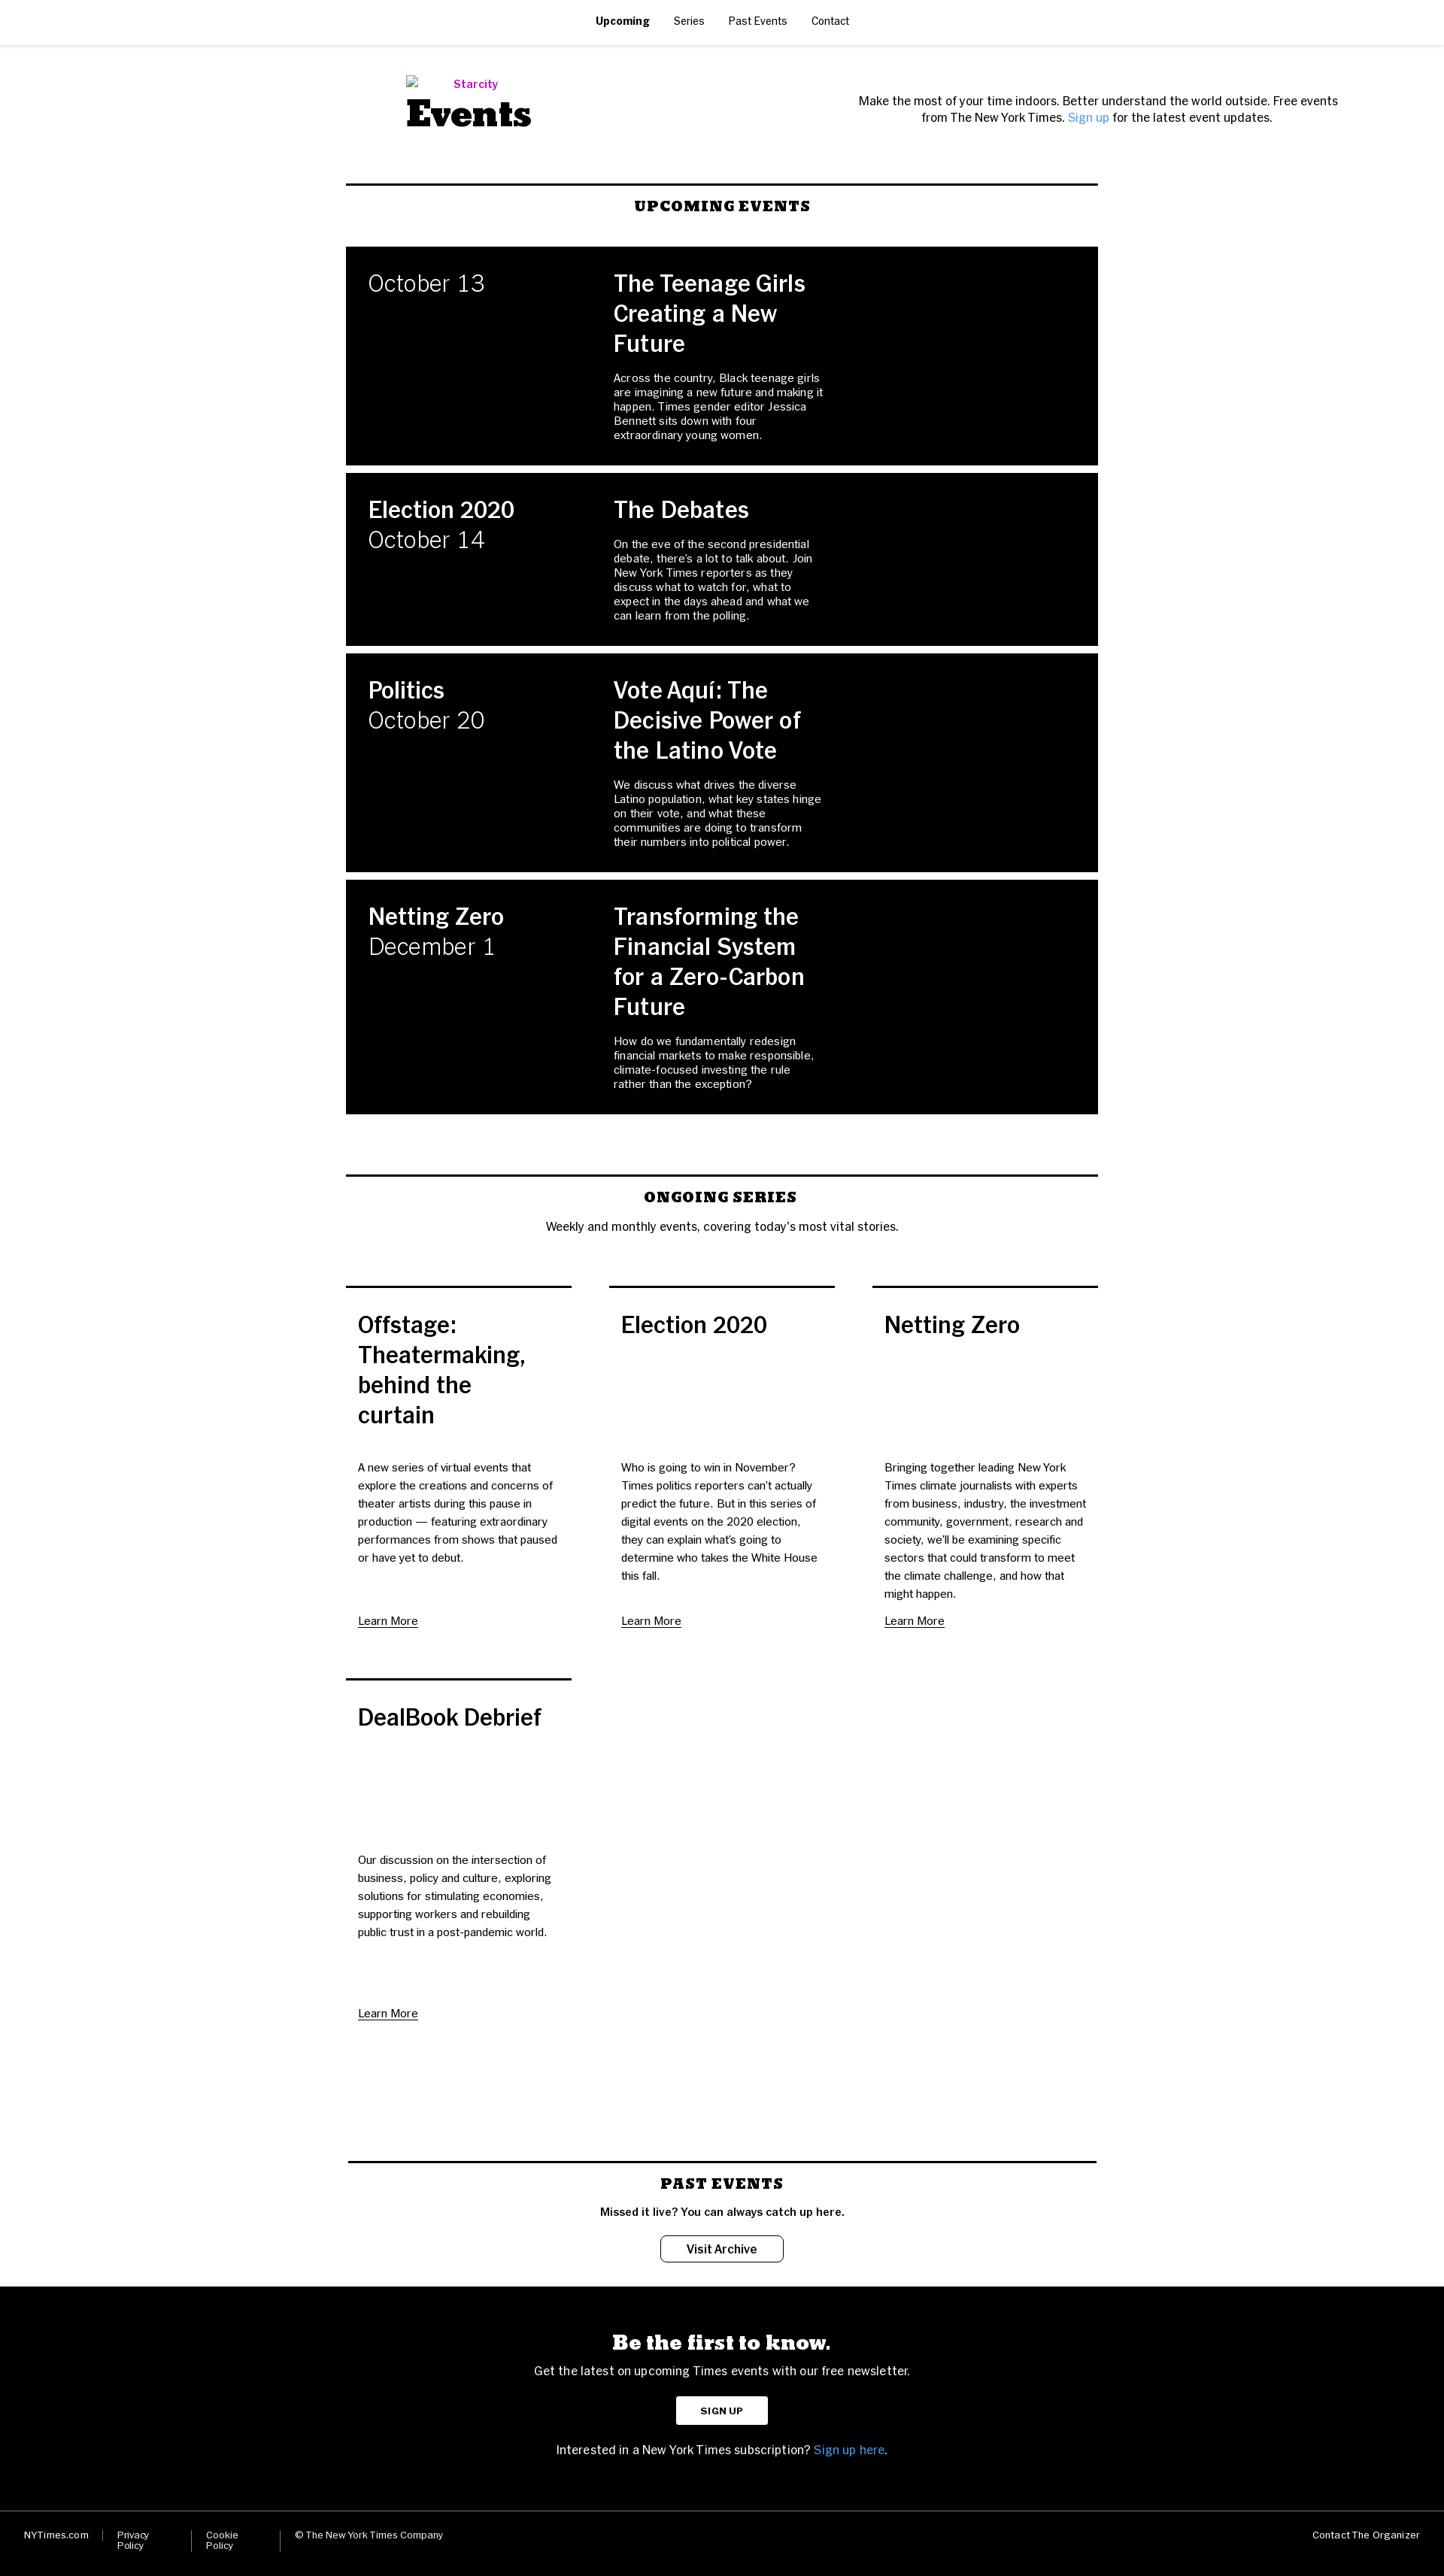 Upcoming Series Past Events Contact
Starcity
Events
Make the most of your time indoors. Better understand the world outside. Free events
from The New York Times. Sign up for the latest event updates.
UPCOMING EVENTS
October 13
The Teenage Girls
Creating a New
Future
Across the country, Black teenage girls
are imagining a new future and making it
happen. Times gender editor Jessica
Bennett sits down with four
extraordinary young women.
Election 2020
October 14
The Debates
On the eve of the second presidential
debate, there's a lot to talk about. Join
New York Times reporters as they
discuss what to watch for, what to
expect in the days ahead and what we
can learn from the polling.
Politics
October 20
Vote Aquí: The
Decisive Power of
the Latino Vote
We discuss what drives the diverse
Latino population, what key states hinge
on their vote, and what these
communities are doing to transform
their numbers into political power.
Netting Zero
December 1
Transforming the
Financial System
for a Zero-Carbon
Future
How do we fundamentally redesign
financial markets to make responsible,
climate-focused investing the rule
rather than the exception?
ONGOING SERIES
Weekly and monthly events, covering today's most vital stories.
Offstage:
Theatermaking,
behind the
curtain
A new series of virtual events that
explore the creations and concerns of
theater artists during this pause in
production — featuring extraordinary
performances from shows that paused
or have yet to debut.
Learn More
Election 2020
Who is going to win in November?
Times politics reporters can't actually
predict the future. But in this series of
digital events on the 2020 election,
they can explain what's going to
determine who takes the White House
this fall.
Learn More
Netting Zero
Bringing together leading New York
Times climate journalists with experts
from business, industry, the investment
community, government, research and
society, we'll be examining specific
sectors that could transform to meet
the climate challenge, and how that
might happen.
Learn More
DealBook Debrief
Our discussion on the intersection of
business, policy and culture, exploring
solutions for stimulating economies,
supporting workers and rebuilding
public trust in a post-pandemic world.
Learn More
PAST EVENTS
Missed it live? You can always catch up here.
Visit Archive
Be the first to know.
Get the latest on upcoming Times events with our free newsletter.
SIGN UP
Interested in a New York Times subscription? Sign up here.
NYTimes.com
Privacy
Policy
Cookie
Policy
© The New York Times Company
Contact The Organizer